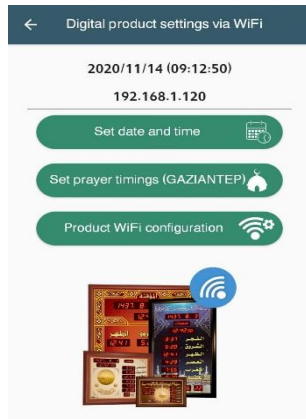 Digital product settings via WiFi
2020/11/14 (09:12:50)
192.168.1.120
Set date and time
Set prayer timings (GAZIANTEP)
Product WiFi configuration